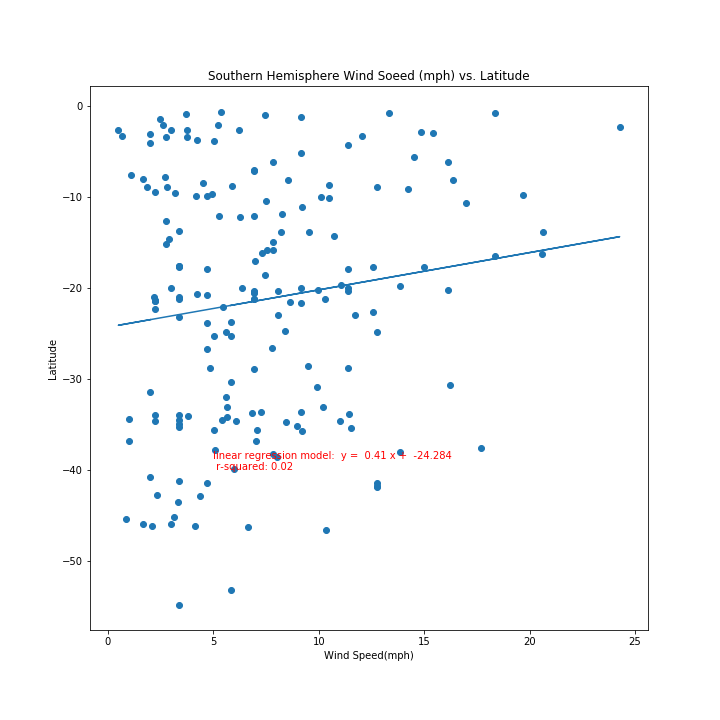 Southern Hemisphere Wind Soeed (mph) vs. Latitude
0
−10
−20
−30
−40
−50
Latitude
linear regression model:  y =  0.41 x +  -24.284
r-squared: 0.02
0 5 10 15 20 25
Wind Speed(mph)